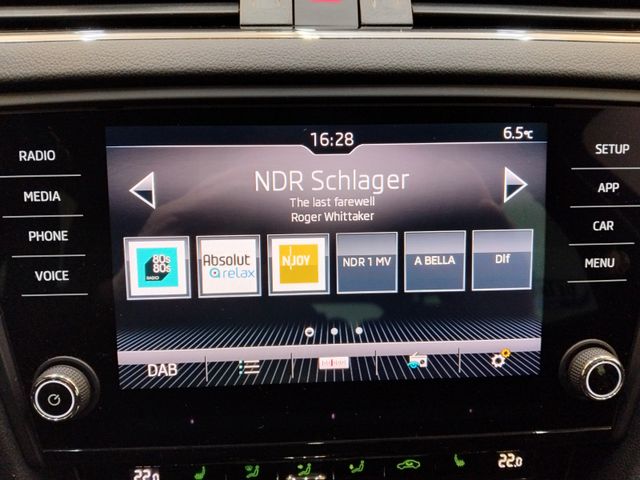 16:28
6.5°C
RADIO
MEDIA
PHONE
VOICE
SETUP
APP
CAR
MENU
NDR Schlager
The last farewell
Roger Whittaker
80s
80s
RADIO
Absolut
relax
N-JOY
NDR 1 MV
A BELLA
Dlf
DAB
22.0
22.0